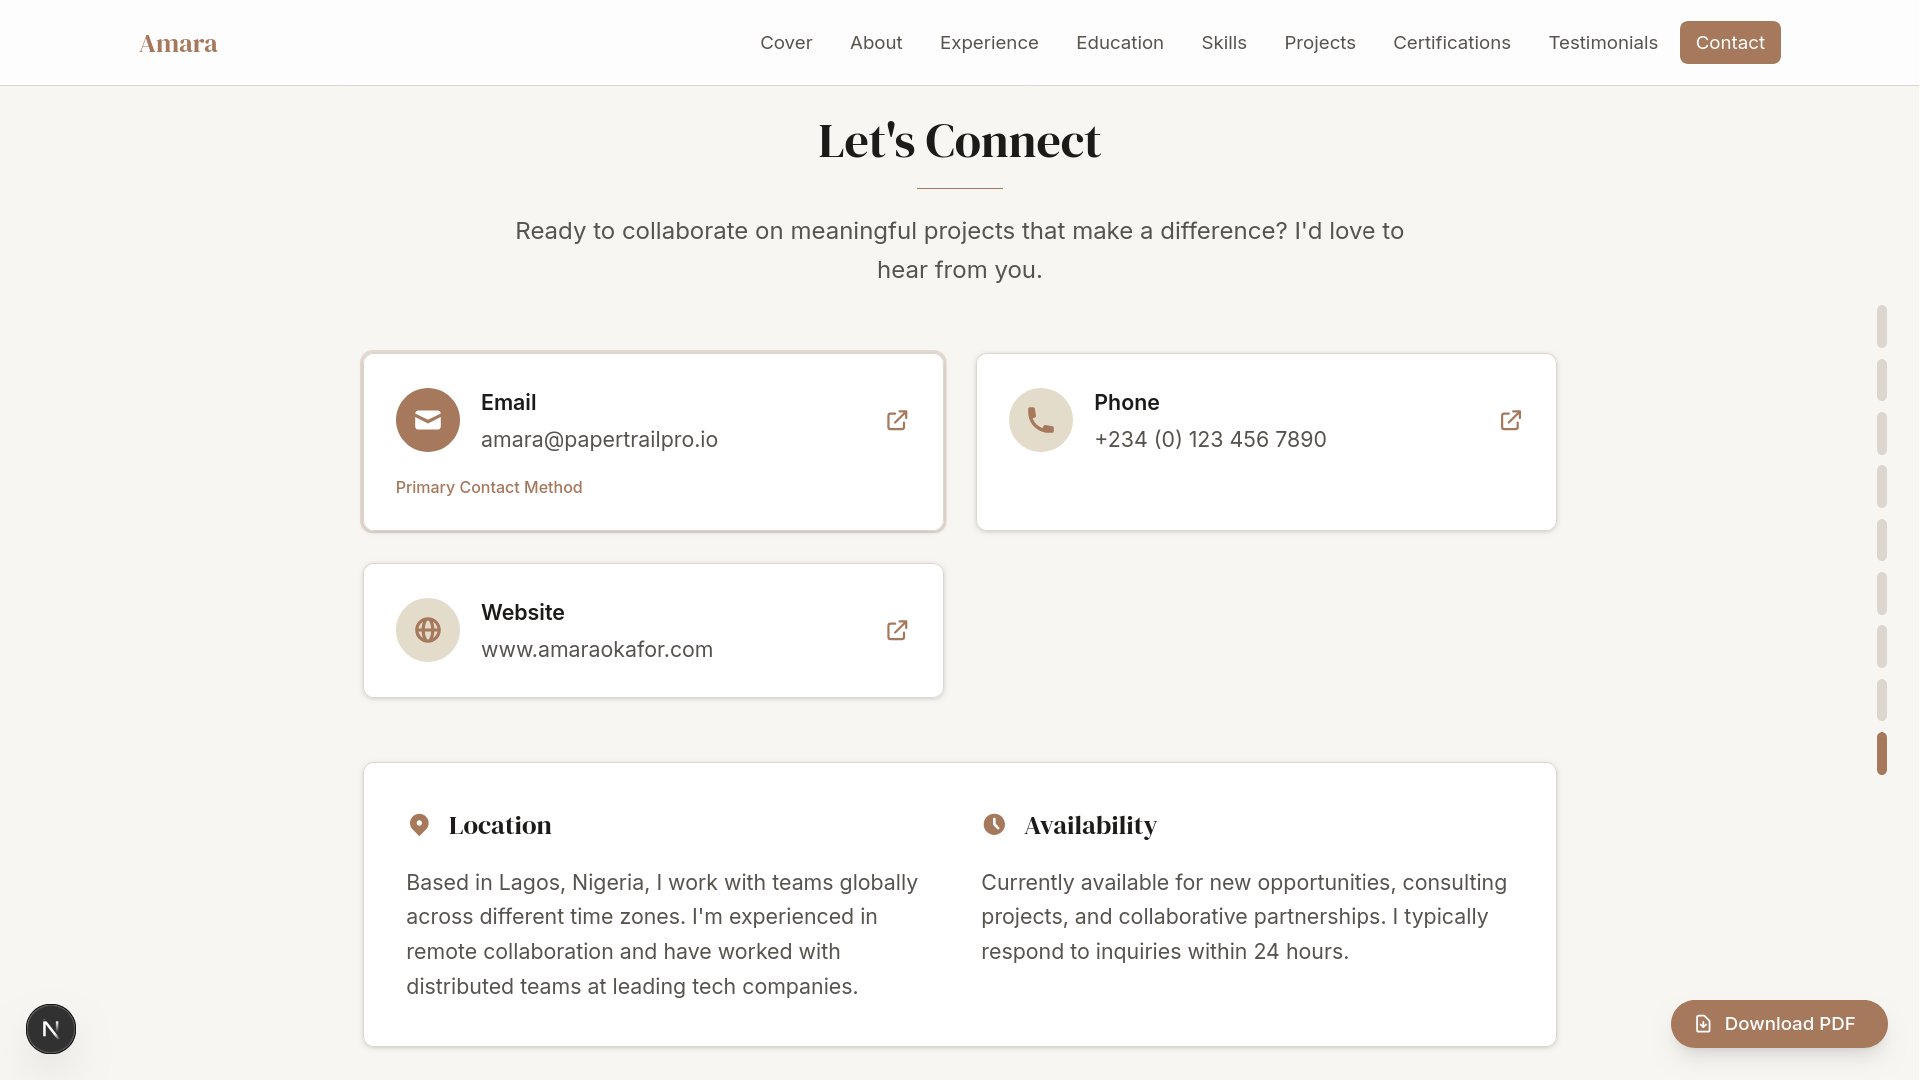 Amara
Cover
About
Experience
Education
Skills
Projects
Certifications
Testimonials
Contact
Let's Connect
Ready to collaborate on meaningful projects that make a difference? I'd love to
hear from you.
Email
amara@papertrailpro.io
Primary Contact Method
Phone
+234 (0) 123 456 7890
Website
www.amaraokafor.com
Location
Based in Lagos, Nigeria, I work with teams globally
across different time zones. I'm experienced in
remote collaboration and have worked with
distributed teams at leading tech companies.
Availability
Currently available for new opportunities, consulting
projects, and collaborative partnerships. I typically
respond to inquiries within 24 hours.
N
Download PDF